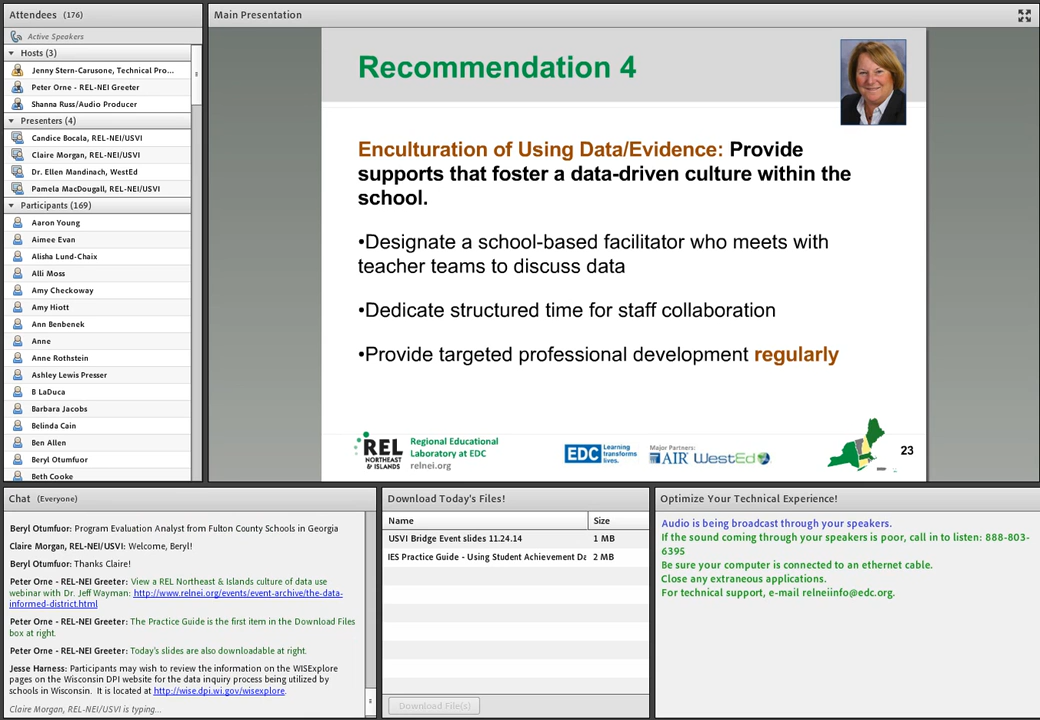 Attendees (176)
Active Speakers
Hosts (3)
Jenny Stern-Carusone, Technical Pro...
Peter Orne - REL-NEI Greeter
Shanna Russ/Audio Producer
Presenters (4)
Candice Bocala, REL-NEI/USVI
Claire Morgan, REL-NEI/USVI
Dr. Ellen Mandinach, WestEd
Pamela MacDougall, REL-NEI/USVI
Participants (169)
Aaron Young
Aimee Evan
Alisha Lund-Chaix
Alli Moss
Amy Checkoway
Amy Hiott
Ann Benbenek
Anne
Anne Rothstein
Ashley Lewis Presser
B LaDuca
Barbara Jacobs
Belinda Cain
Ben Allen
Beryl Otumfuor
Beth Cooke
Main Presentation
Recommendation 4
Enculturation of Using Data/Evidence: Provide
supports that foster a data-driven culture within the
school.
•Designate a school-based facilitator who meets with
teacher teams to discuss data
•Dedicate structured time for staff collaboration
•Provide targeted professional development regularly
REL
NORTHEAST
& ISLANDS
Regional Educational
Laboratory at EDC
relnei.org
EDC
Learning
transforms
lives.
Major Partners:
AIR WestEd
23
Chat (Everyone)
Beryl Otumfuor: Program Evaluation Analyst from Fulton County Schools in Georgia
Claire Morgan, REL-NEI/USVI: Welcome, Beryl!
Beryl Otumfuor: Thanks Claire!
Peter Orne - REL-NEI Greeter: View a REL Northeast & Islands culture of data use
webinar with Dr. Jeff Wayman: http://www.relnei.org/events/event-archive/the-data-
informed-district.html
Peter Orne - REL-NEI Greeter: The Practice Guide is the first item in the Download Files
box at right.
Peter Orne - REL-NEI Greeter: Today's slides are also downloadable at right.
Jesse Harness: Participants may wish to review the information on the WISExplore
pages on the Wisconsin DPI website for the data inquiry process being utilized by
schools in Wisconsin. It is located at http://wise.dpi.wi.gov/wisexplore.
Claire Morgan, REL-NEI/USVI is typing...
Download Today's Files!
Name Size
USVI Bridge Event slides 11.24.14 1 MB
IES Practice Guide - Using Student Achievement Da 2 MB
Download File(s)
Optimize Your Technical Experience!
Audio is being broadcast through your speakers.
If the sound coming through your speakers is poor, call in to listen: 888-803-
6395
Be sure your computer is connected to an ethernet cable.
Close any extraneous applications.
For technical support, e-mail relneiinfo@edc.org.